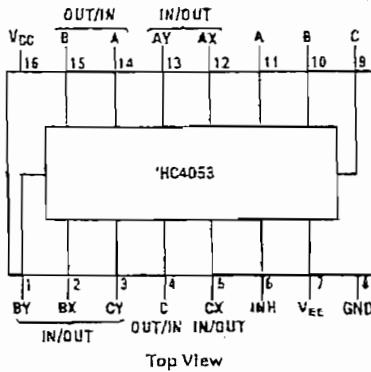 OUT/IN IN/OUT
VCC B A AY AX A B C
16 15 14 13 12 11 10 9
'HC4053
1 2 3 4 5 6 7 8
BY BX CY C CX INH VEE GND
IN/OUT OUT/IN IN/OUT
Top View